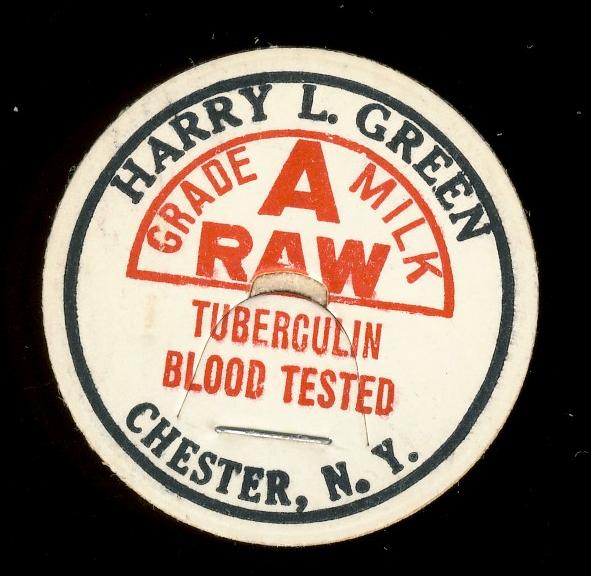 HARRY L. GREEN
GRADE A MILK
RAW
TUBERCULIN
BLOOD TESTED
CHESTER, N. Y.